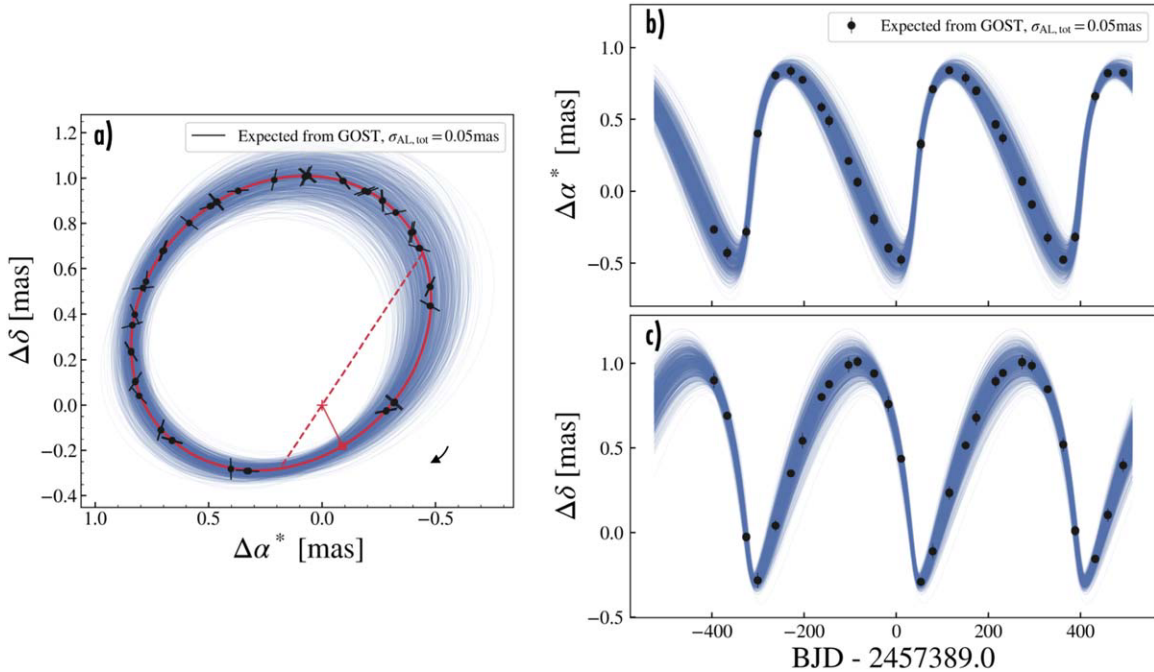 a)
Expected from GOST, σ_AL, tot = 0.05mas
1.2
1.0
0.8
0.6
0.4
0.2
0.0
−0.2
−0.4
Δδ [mas]
1.0 0.5 0.0 −0.5
Δα* [mas]
b)
Expected from GOST, σ_AL, tot = 0.05mas
1.0
0.5
0.0
−0.5
Δα* [mas]
c)
1.0
0.5
0.0
−0.5
Δδ [mas]
−400 −200 0 200 400
BJD - 2457389.0